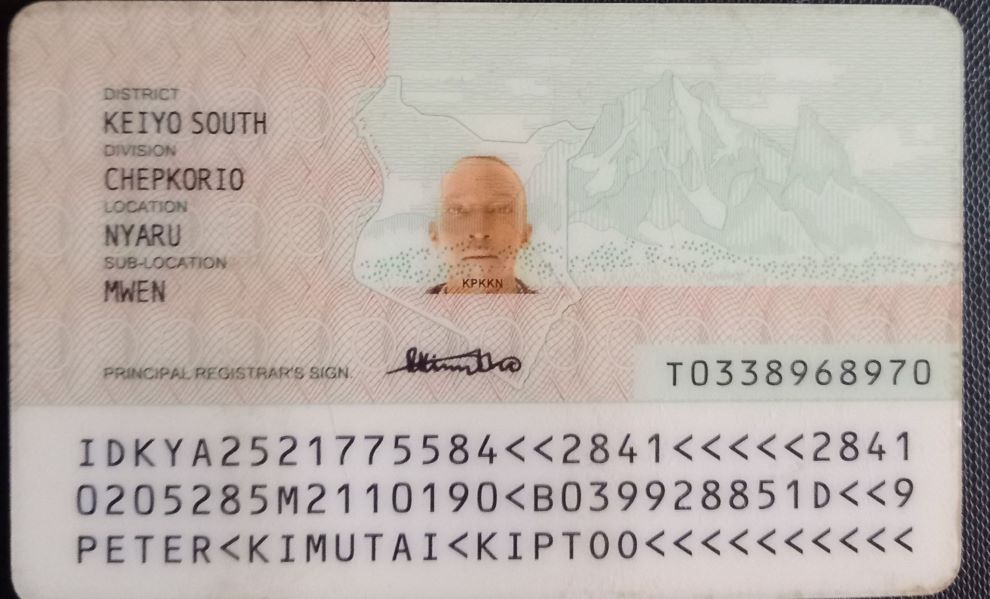 DISTRICT
KEIYO SOUTH
DIVISION
CHEPKORIO
LOCATION
NYARU
SUB-LOCATION
MWEN
KPKKN
PRINCIPAL REGISTRAR'S SIGN.
T0338968970
IDKYA2521775584<<2841<<<<<2841
0205285M2110190<B039928851D<<9
PETER<KIMUTAI<KIPTOO<<<<<<<<<<